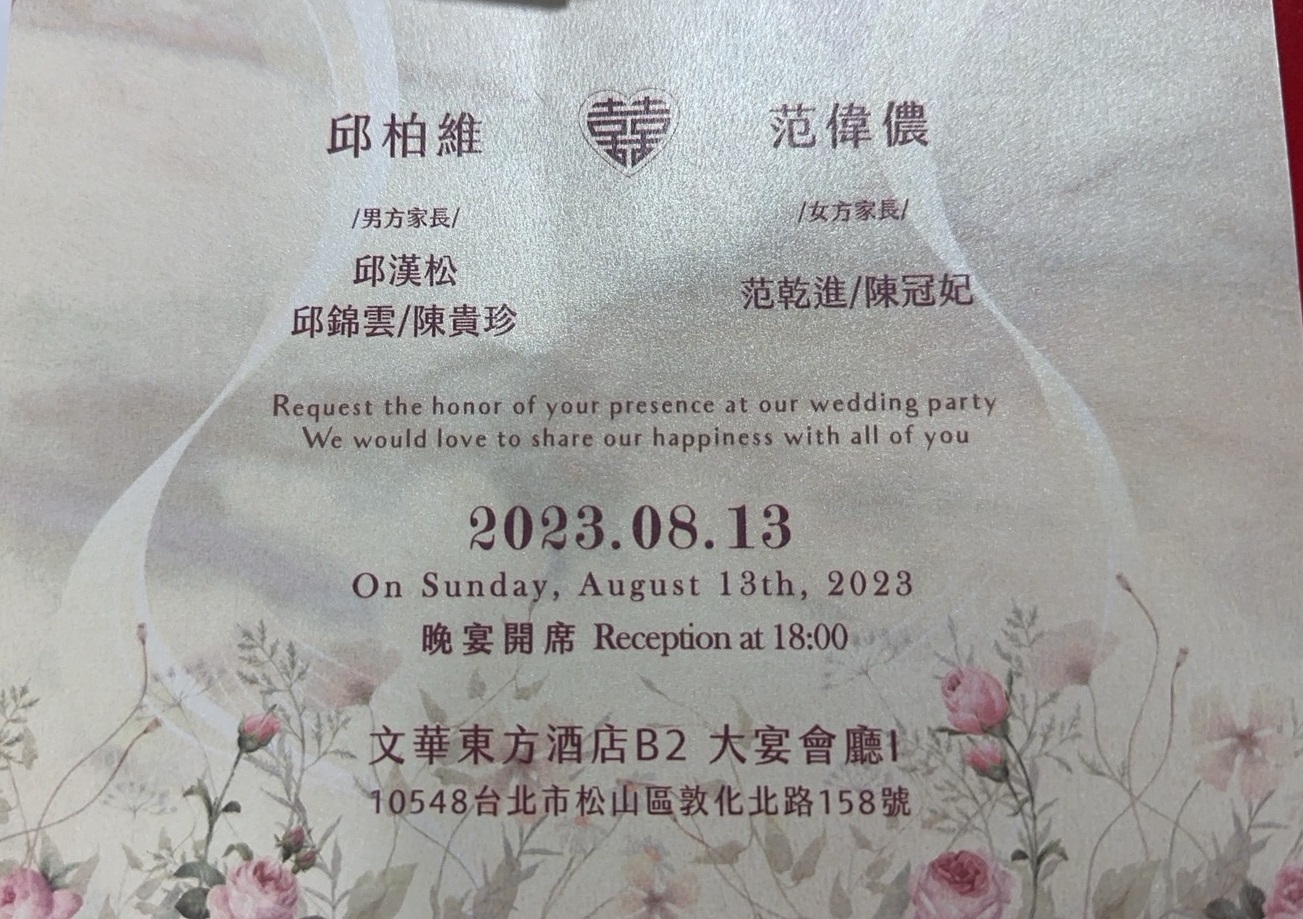 邱柏維 囍 范偉儂
/男方家長/ /女方家長/
邱漢松
邱錦雲/陳貴珍 范乾進/陳冠妃
Request the honor of your presence at our wedding party
We would love to share our happiness with all of you
2023.08.13
On Sunday, August 13th, 2023
晚宴開席 Reception at 18:00
文華東方酒店B2 大宴會廳I
10548台北市松山區敦化北路158號